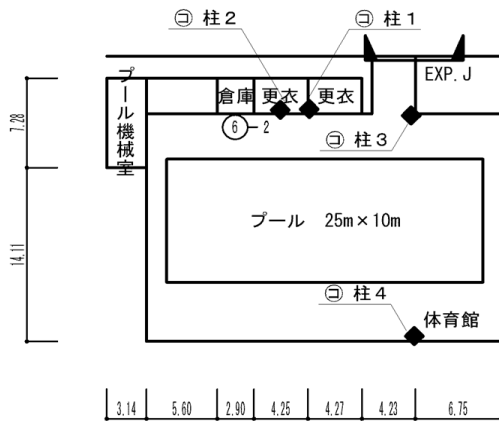 ㋙ 柱2
㋙ 柱1
EXP.J
プール機械室
倉庫
更衣
更衣
6 - 2
㋙ 柱3
7.28
プール 25m×10m
14.11
㋙ 柱4
体育館
3.14
5.60
2.90
4.25
4.27
4.23
6.75